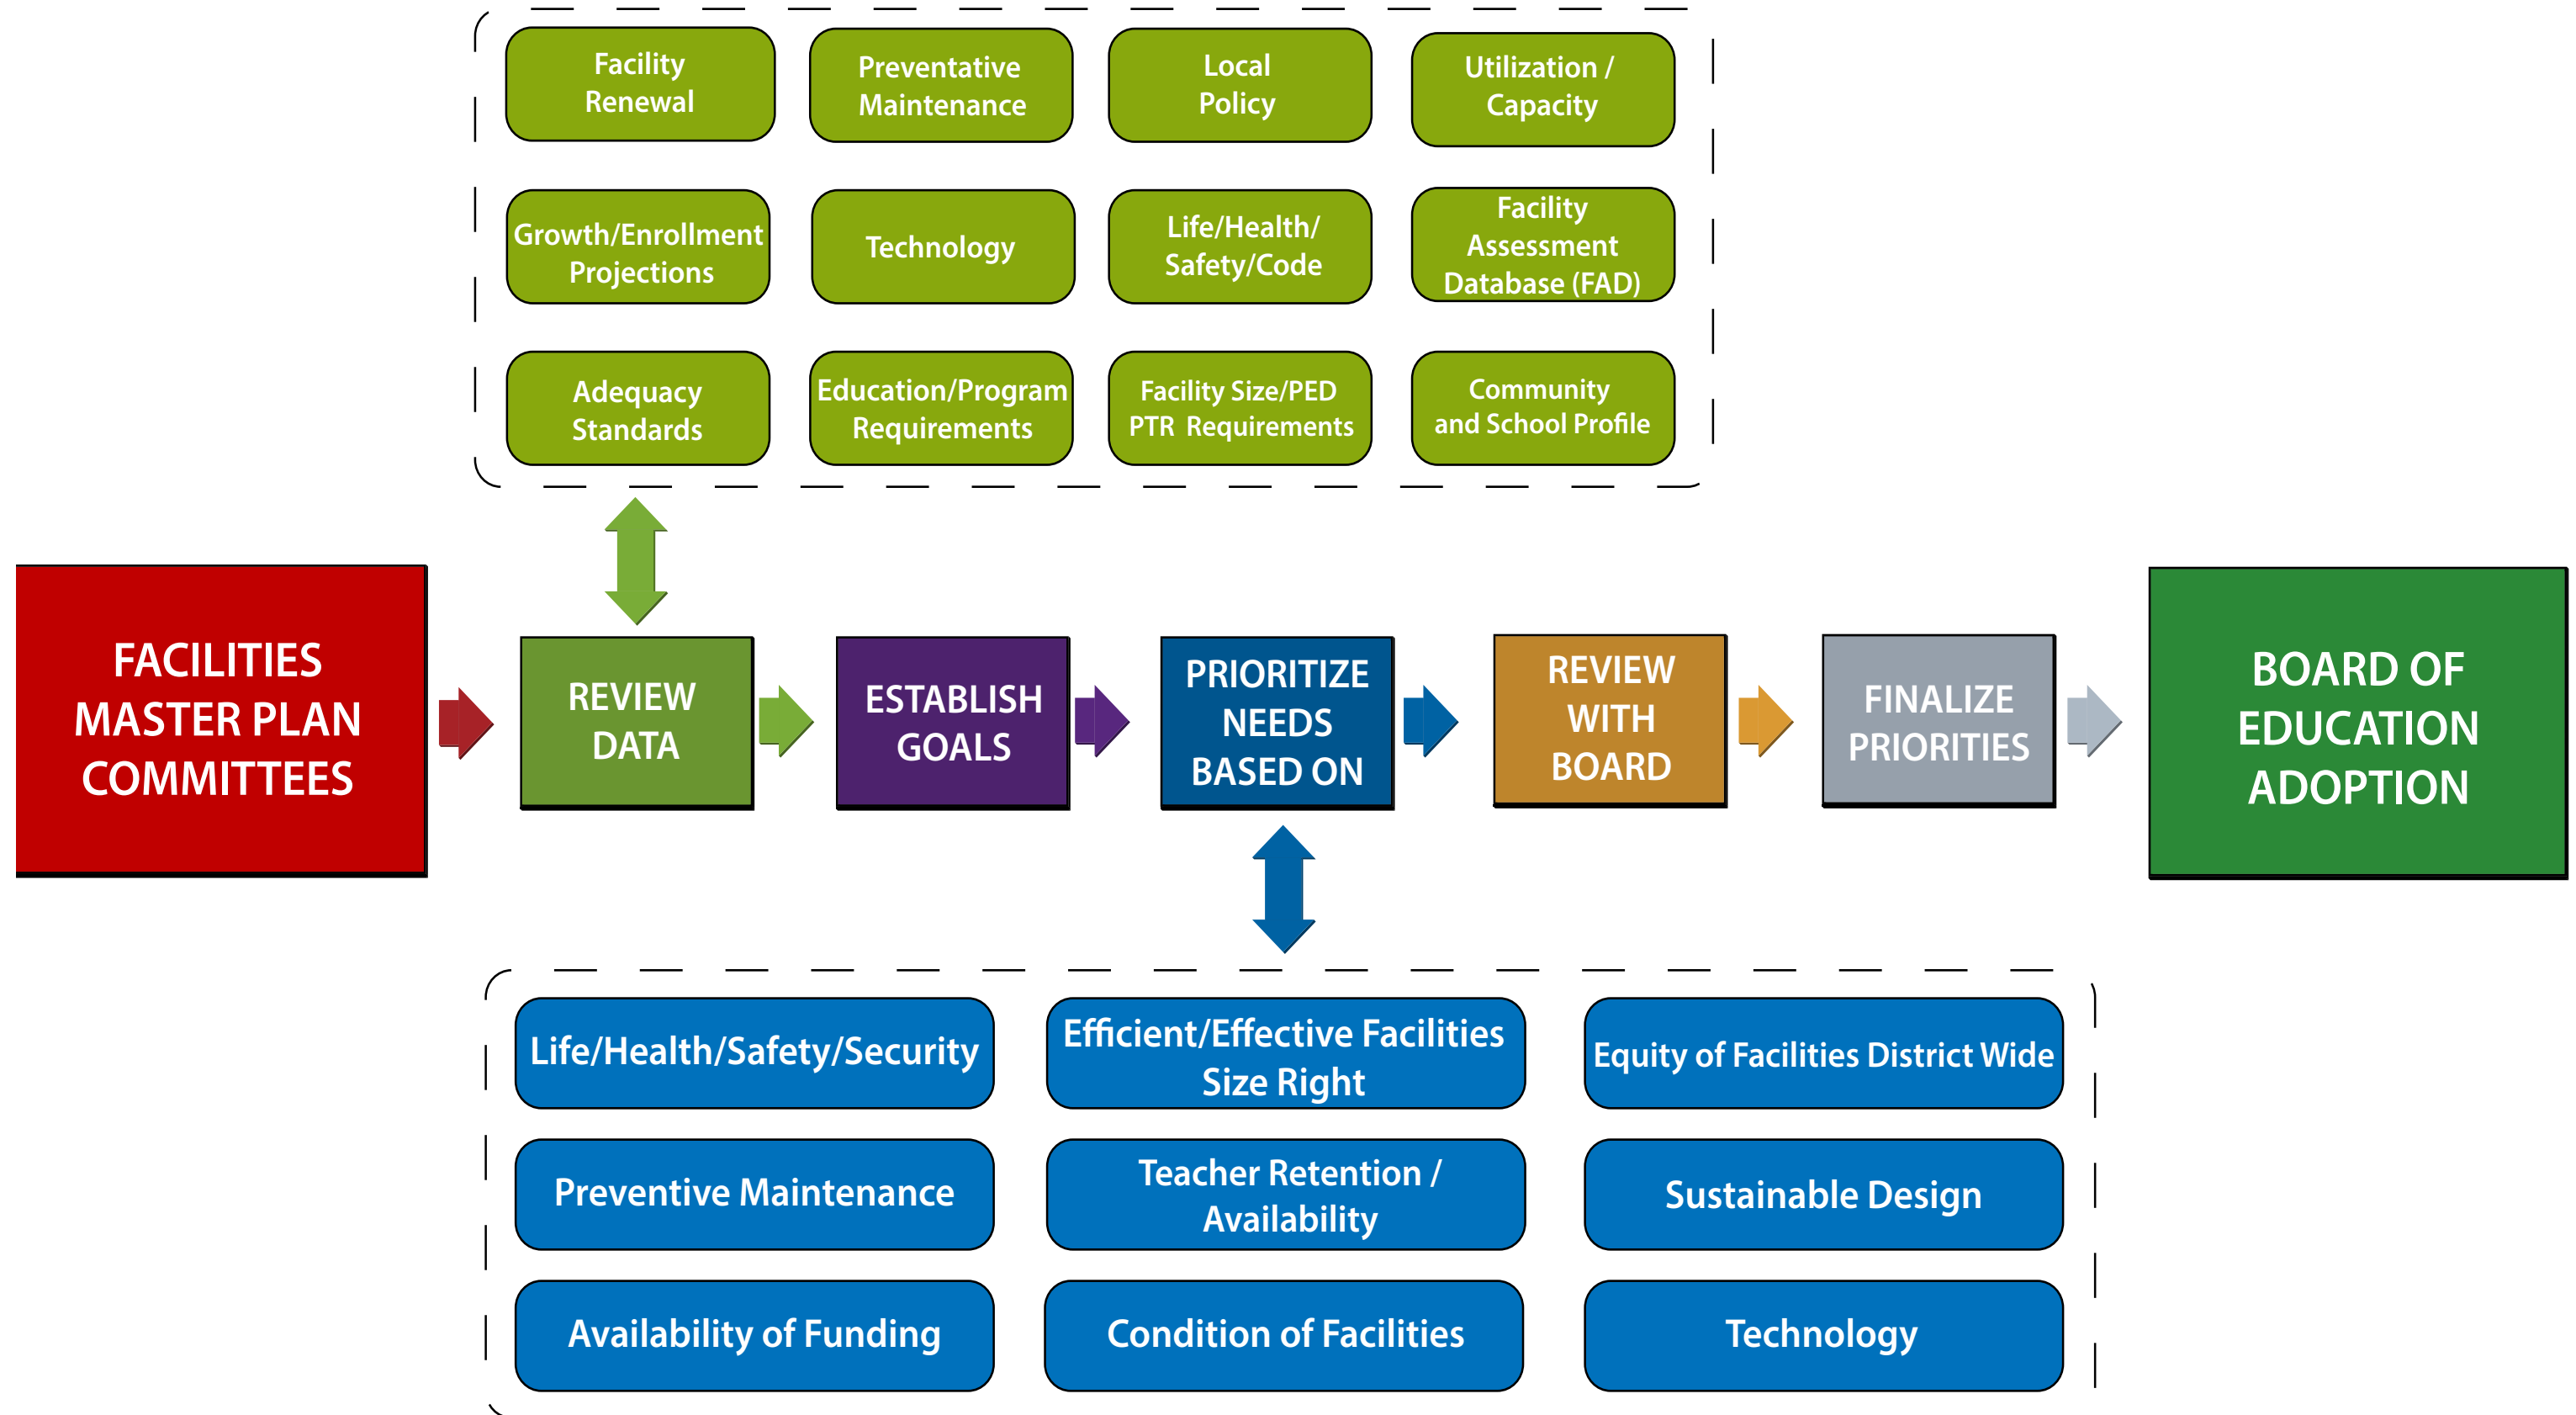 Facility
Renewal
Preventative
Maintenance
Local
Policy
Utilization /
Capacity
Growth/Enrollment
Projections
Technology
Life/Health/
Safety/Code
Facility
Assessment
Database (FAD)
Adequacy
Standards
Education/Program
Requirements
Facility Size/PED
PTR Requirements
Community
and School Profile
FACILITIES
MASTER PLAN
COMMITTEES
REVIEW
DATA
ESTABLISH
GOALS
PRIORITIZE
NEEDS
BASED ON
REVIEW
WITH
BOARD
FINALIZE
PRIORITIES
BOARD OF
EDUCATION
ADOPTION
Life/Health/Safety/Security
Efficient/Effective Facilities
Size Right
Equity of Facilities District Wide
Preventive Maintenance
Teacher Retention /
Availability
Sustainable Design
Availability of Funding
Condition of Facilities
Technology